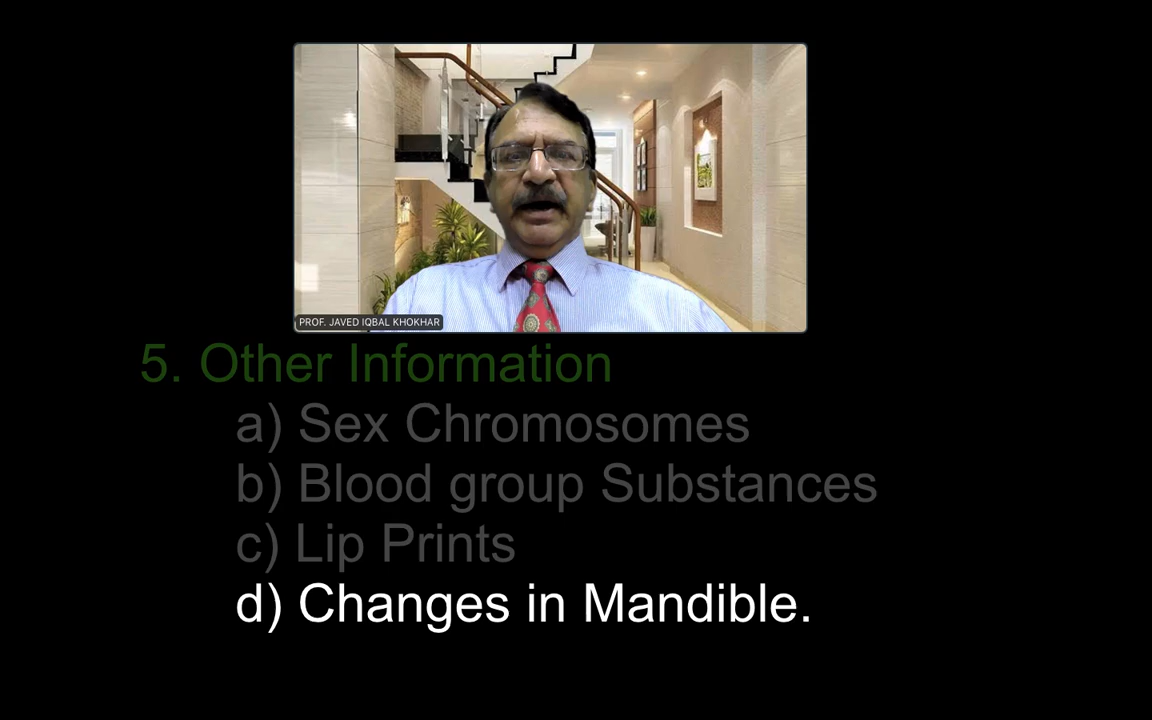 PROF. JAVED IQBAL KHOKHAR
5. Other Information
a) Sex Chromosomes
b) Blood group Substances
c) Lip Prints
d) Changes in Mandible.